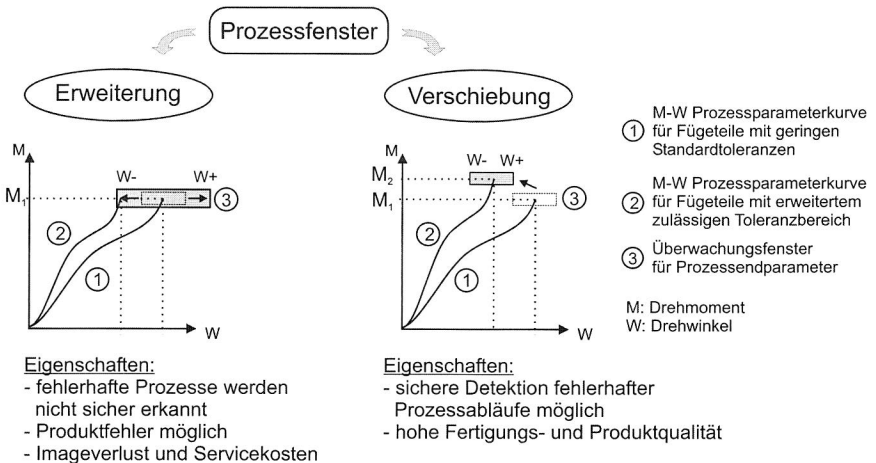 Prozessfenster
Erweiterung
M
W-
W+
M1
3
2
1
W
Eigenschaften:
- fehlerhafte Prozesse werden
nicht sicher erkannt
- Produktfehler möglich
- Imageverlust und Servicekosten
Verschiebung
M
W-
W+
M2
M1
3
2
1
W
Eigenschaften:
- sichere Detektion fehlerhafter
Prozessabläufe möglich
- hohe Fertigungs- und Produktqualität
1 M-W Prozessparameterkurve
für Fügeteile mit geringen
Standardtoleranzen
2 M-W Prozessparameterkurve
für Fügeteile mit erweitertem
zulässigen Toleranzbereich
3 Überwachungsfenster
für Prozessendparameter
M: Drehmoment
W: Drehwinkel